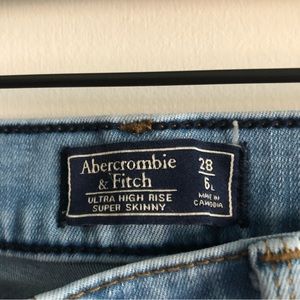 Abercrombie
& Fitch
ULTRA HIGH RISE
SUPER SKINNY
28
6L
MADE IN
CAMBODIA